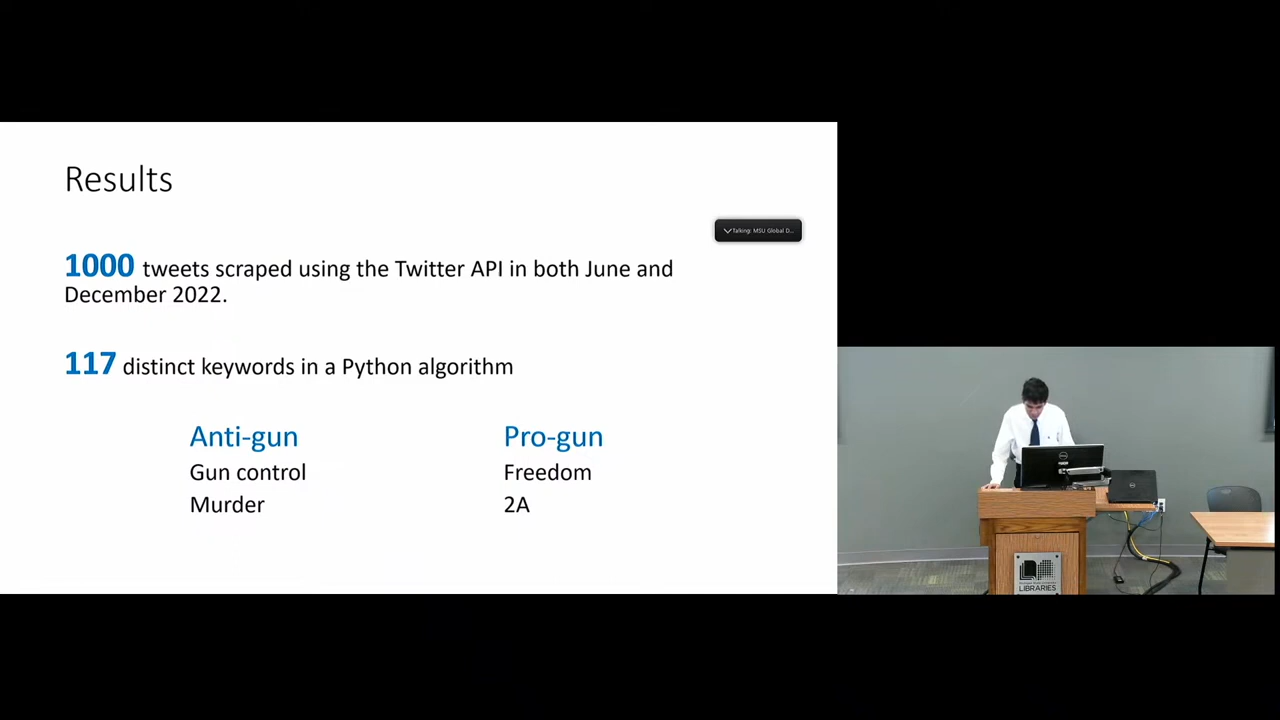 Results
Talking: MSU Global D...
1000 tweets scraped using the Twitter API in both June and
December 2022.
117 distinct keywords in a Python algorithm
Anti-gun Pro-gun
Gun control Freedom
Murder 2A
LIBRARIES